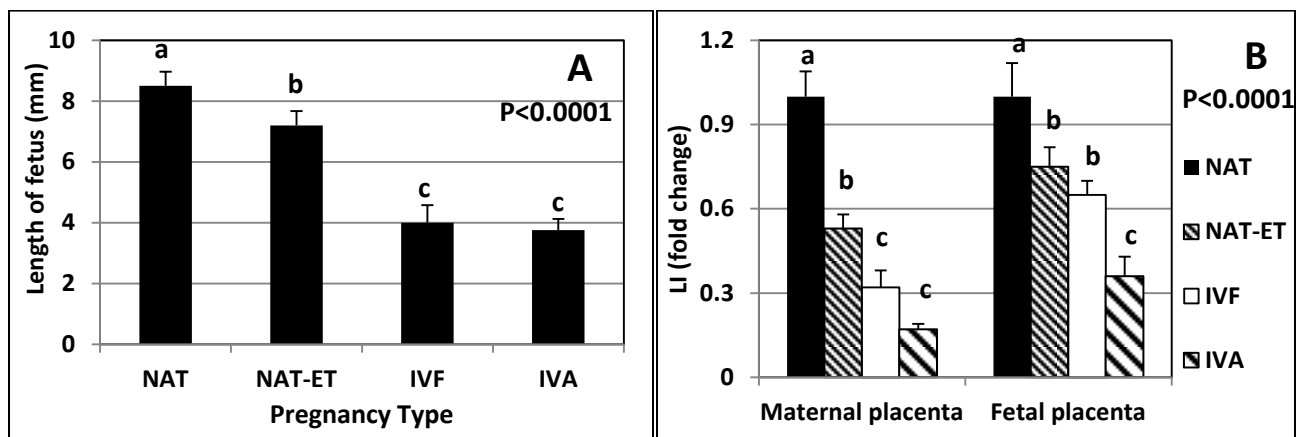 A
P<0.0001
Length of fetus (mm)
10
8
6
4
2
0
a
b
c
c
NAT
NAT-ET
IVF
IVA
Pregnancy Type
B
P<0.0001
LI (fold change)
1.2
0.9
0.6
0.3
0
a
b
c
c
a
b
b
c
Maternal placenta
Fetal placenta
NAT
NAT-ET
IVF
IVA